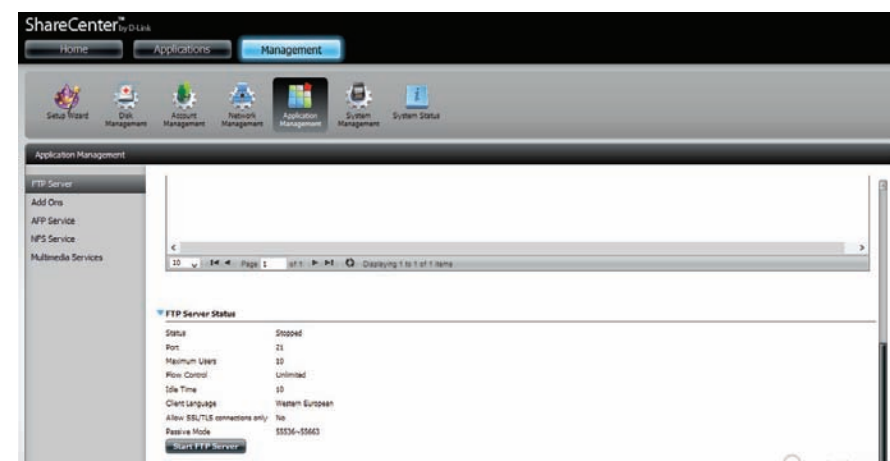 ShareCenter™ by D-Link
Home Applications Management
Setup Wizard Disk Management Account Management Network Management Application Management System Management System Status
Application Management
FTP Server
Add Ons
AFP Service
NFS Service
Multimedia Services
10 Page 1 of 1 Displaying 1 to 1 of 1 items
FTP Server Status
Status Stopped
Port 21
Maximum Users 10
Flow Control Unlimited
Idle Time 10
Client Language Western European
Allow SSL/TLS connections only No
Passive Mode 55536~55663
Start FTP Server